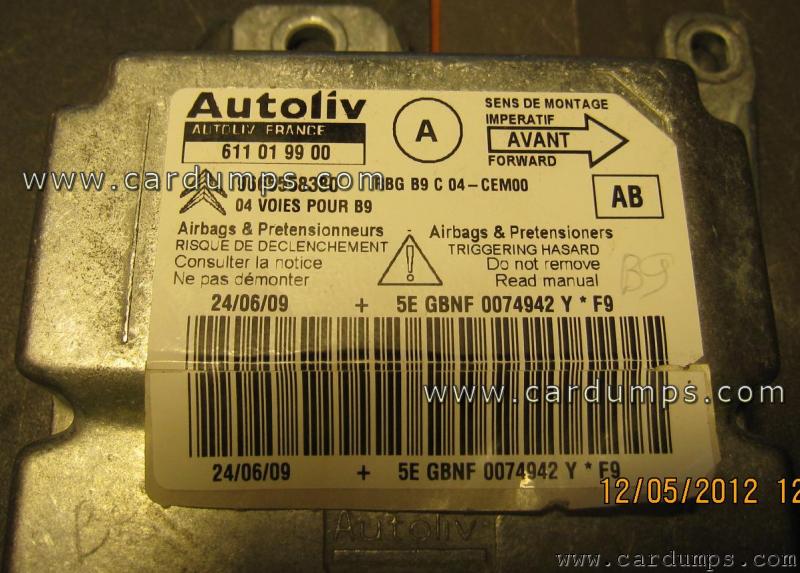 Autoliv
AUTOLIV FRANCE
611 01 99 00
A
SENS DE MONTAGE
IMPERATIF
AVANT
FORWARD
www.cardumps.com
B9 C 04-CEM00
04 VOIES POUR B9
AB
Airbags & Pretensionneurs
RISQUE DE DECLENCHEMENT
Consulter la notice
Ne pas démonter
!
Airbags & Pretensioners
TRIGGERING HASARD
Do not remove
Read manual
B9
24/06/09 + 5E GBNF 0074942 Y * F9
www.cardumps.com
24/06/09 + 5E GBNF 0074942 Y * F9
12/05/2012 12
Autoliv
www.cardumps.com